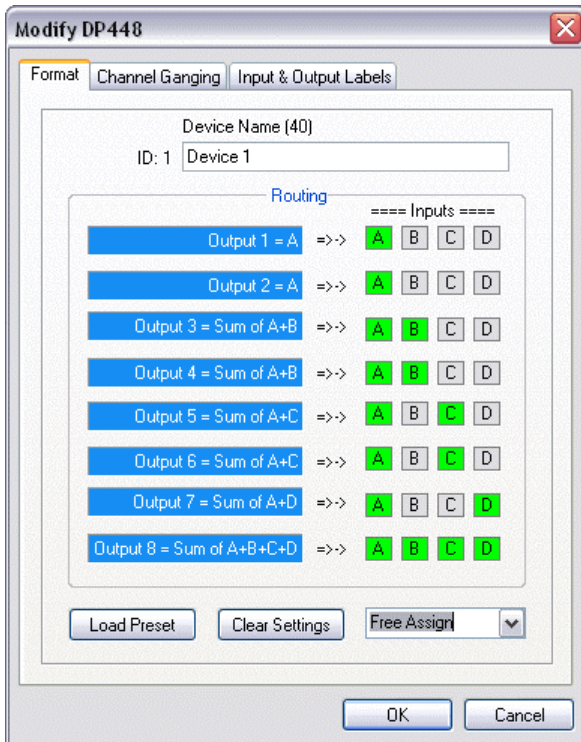 Modify DP448
Format Channel Ganging Input & Output Labels
Device Name (40)
ID: 1 Device 1
Routing
==== Inputs ====
Output 1 = A =>-> A B C D
Output 2 = A =>-> A B C D
Output 3 = Sum of A+B =>-> A B C D
Output 4 = Sum of A+B =>-> A B C D
Output 5 = Sum of A+C =>-> A B C D
Output 6 = Sum of A+C =>-> A B C D
Output 7 = Sum of A+D =>-> A B C D
Output 8 = Sum of A+B+C+D =>-> A B C D
Load Preset Clear Settings Free Assign
OK Cancel